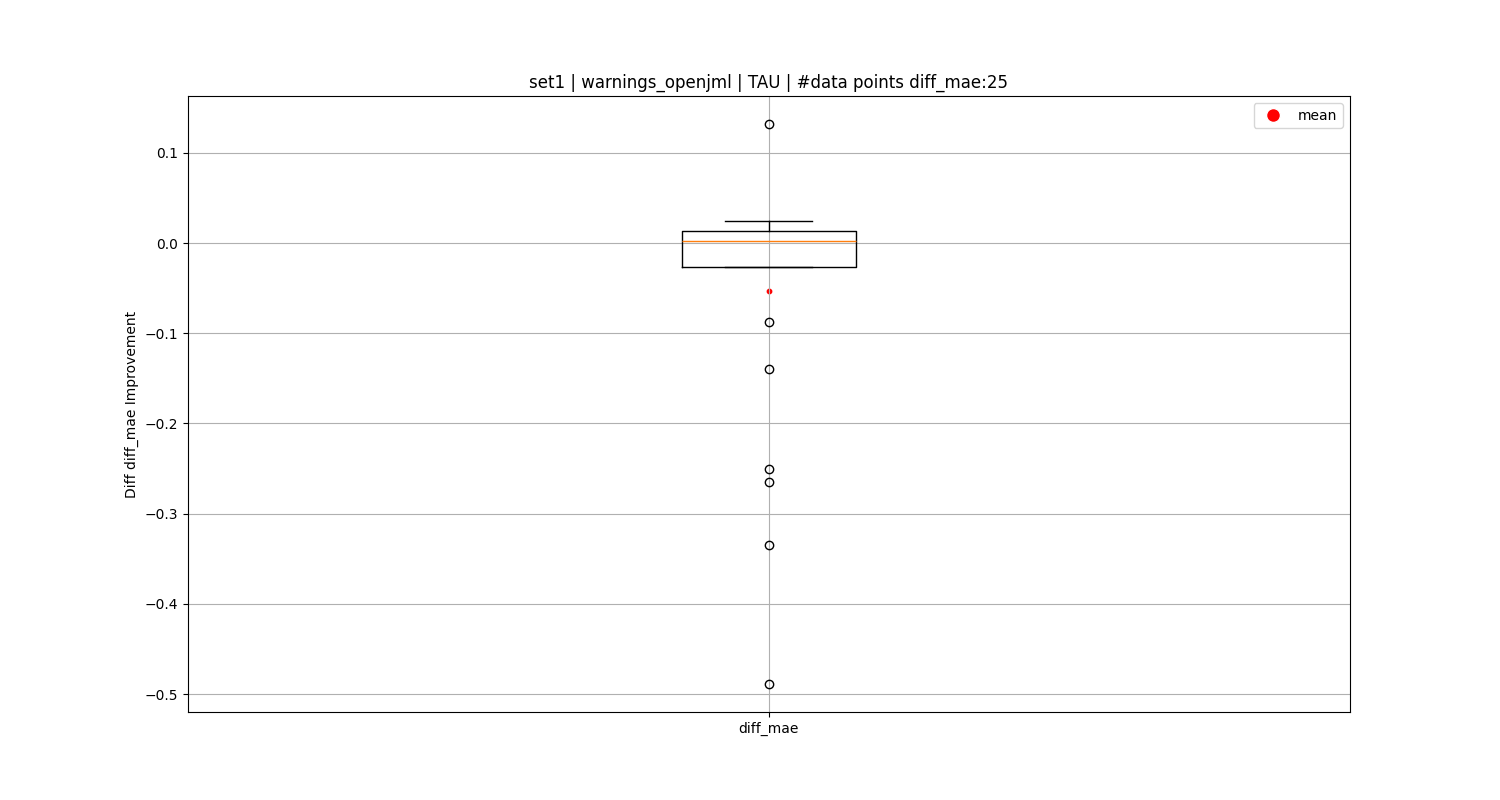 set1 | warnings_openjml | TAU | #data points diff_mae:25
mean
0.1
0.0
−0.1
−0.2
−0.3
−0.4
−0.5
Diff diff_mae Improvement
diff_mae